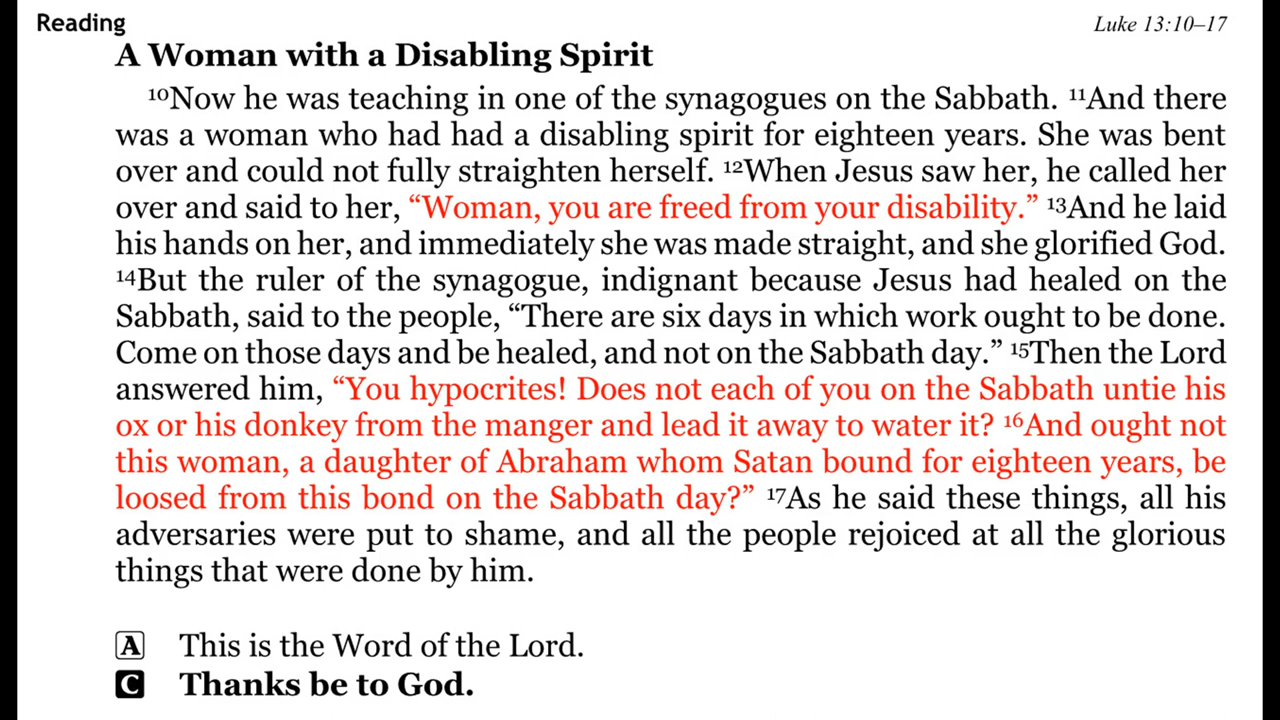 Reading
Luke 13:10–17
A Woman with a Disabling Spirit
¹⁰Now he was teaching in one of the synagogues on the Sabbath. ¹¹And there
was a woman who had had a disabling spirit for eighteen years. She was bent
over and could not fully straighten herself. ¹²When Jesus saw her, he called her
over and said to her, “Woman, you are freed from your disability.” ¹³And he laid
his hands on her, and immediately she was made straight, and she glorified God.
¹⁴But the ruler of the synagogue, indignant because Jesus had healed on the
Sabbath, said to the people, “There are six days in which work ought to be done.
Come on those days and be healed, and not on the Sabbath day.” ¹⁵Then the Lord
answered him, “You hypocrites! Does not each of you on the Sabbath untie his
ox or his donkey from the manger and lead it away to water it? ¹⁶And ought not
this woman, a daughter of Abraham whom Satan bound for eighteen years, be
loosed from this bond on the Sabbath day?” ¹⁷As he said these things, all his
adversaries were put to shame, and all the people rejoiced at all the glorious
things that were done by him.
A This is the Word of the Lord.
C Thanks be to God.